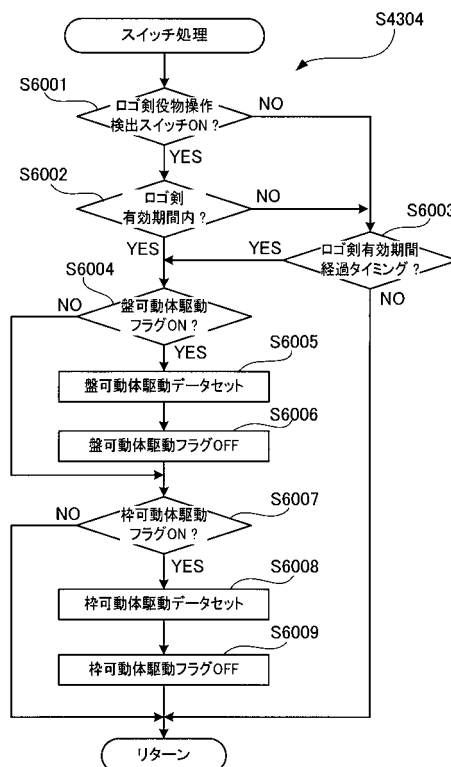 スイッチ処理
S4304
S6001
ロゴ剣役物操作
検出スイッチON?
NO
YES
S6002
ロゴ剣
有効期間内?
NO
YES
S6003
ロゴ剣有効期間
経過タイミング?
YES
NO
S6004
盤可動体駆動
フラグON?
NO
YES
S6005
盤可動体駆動データセット
S6006
盤可動体駆動フラグOFF
S6007
枠可動体駆動
フラグON?
NO
YES
S6008
枠可動体駆動データセット
S6009
枠可動体駆動フラグOFF
リターン